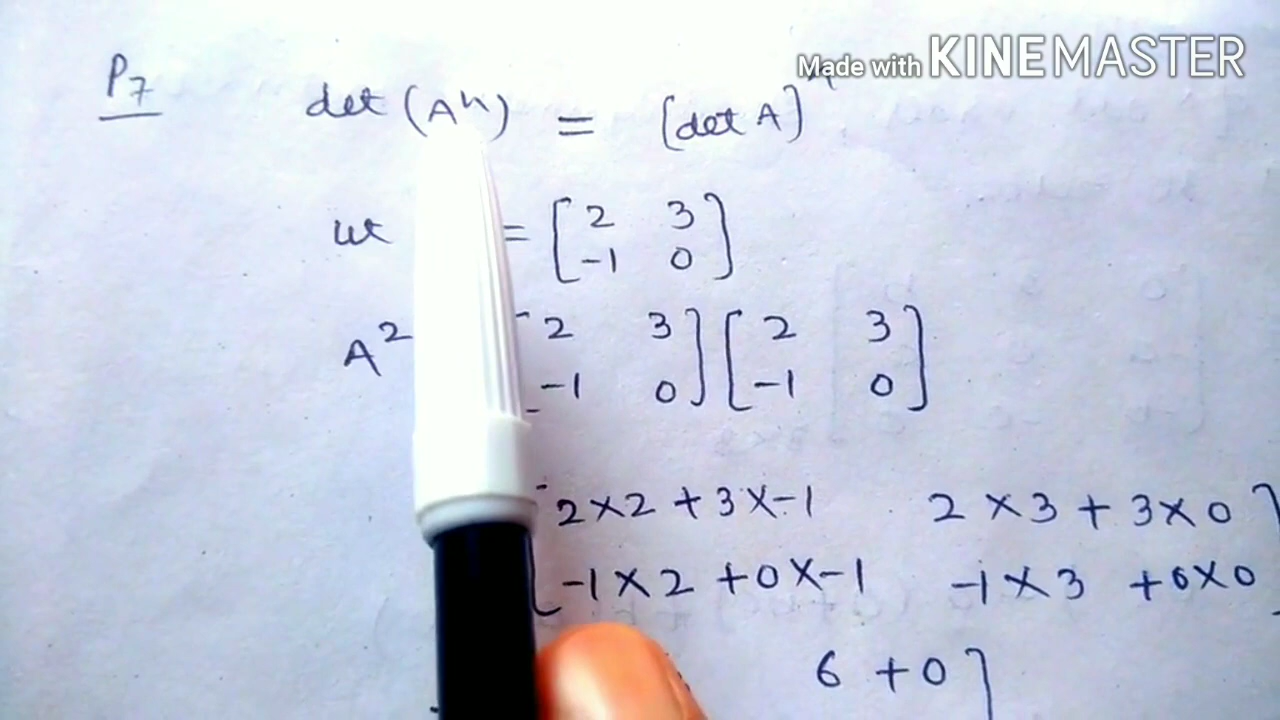 Made with KINEMASTER
P7 det (Aⁿ) = (det A)ⁿ
let = [ 2 3
-1 0 ]
A² 2 3 ] [ 2 3
-1 0 ] [ -1 0 ]
2×2 + 3×-1 2×3 + 3×0 ]
[ -1×2 +0×-1 -1×3 +0×0 ]
6 +0 ]